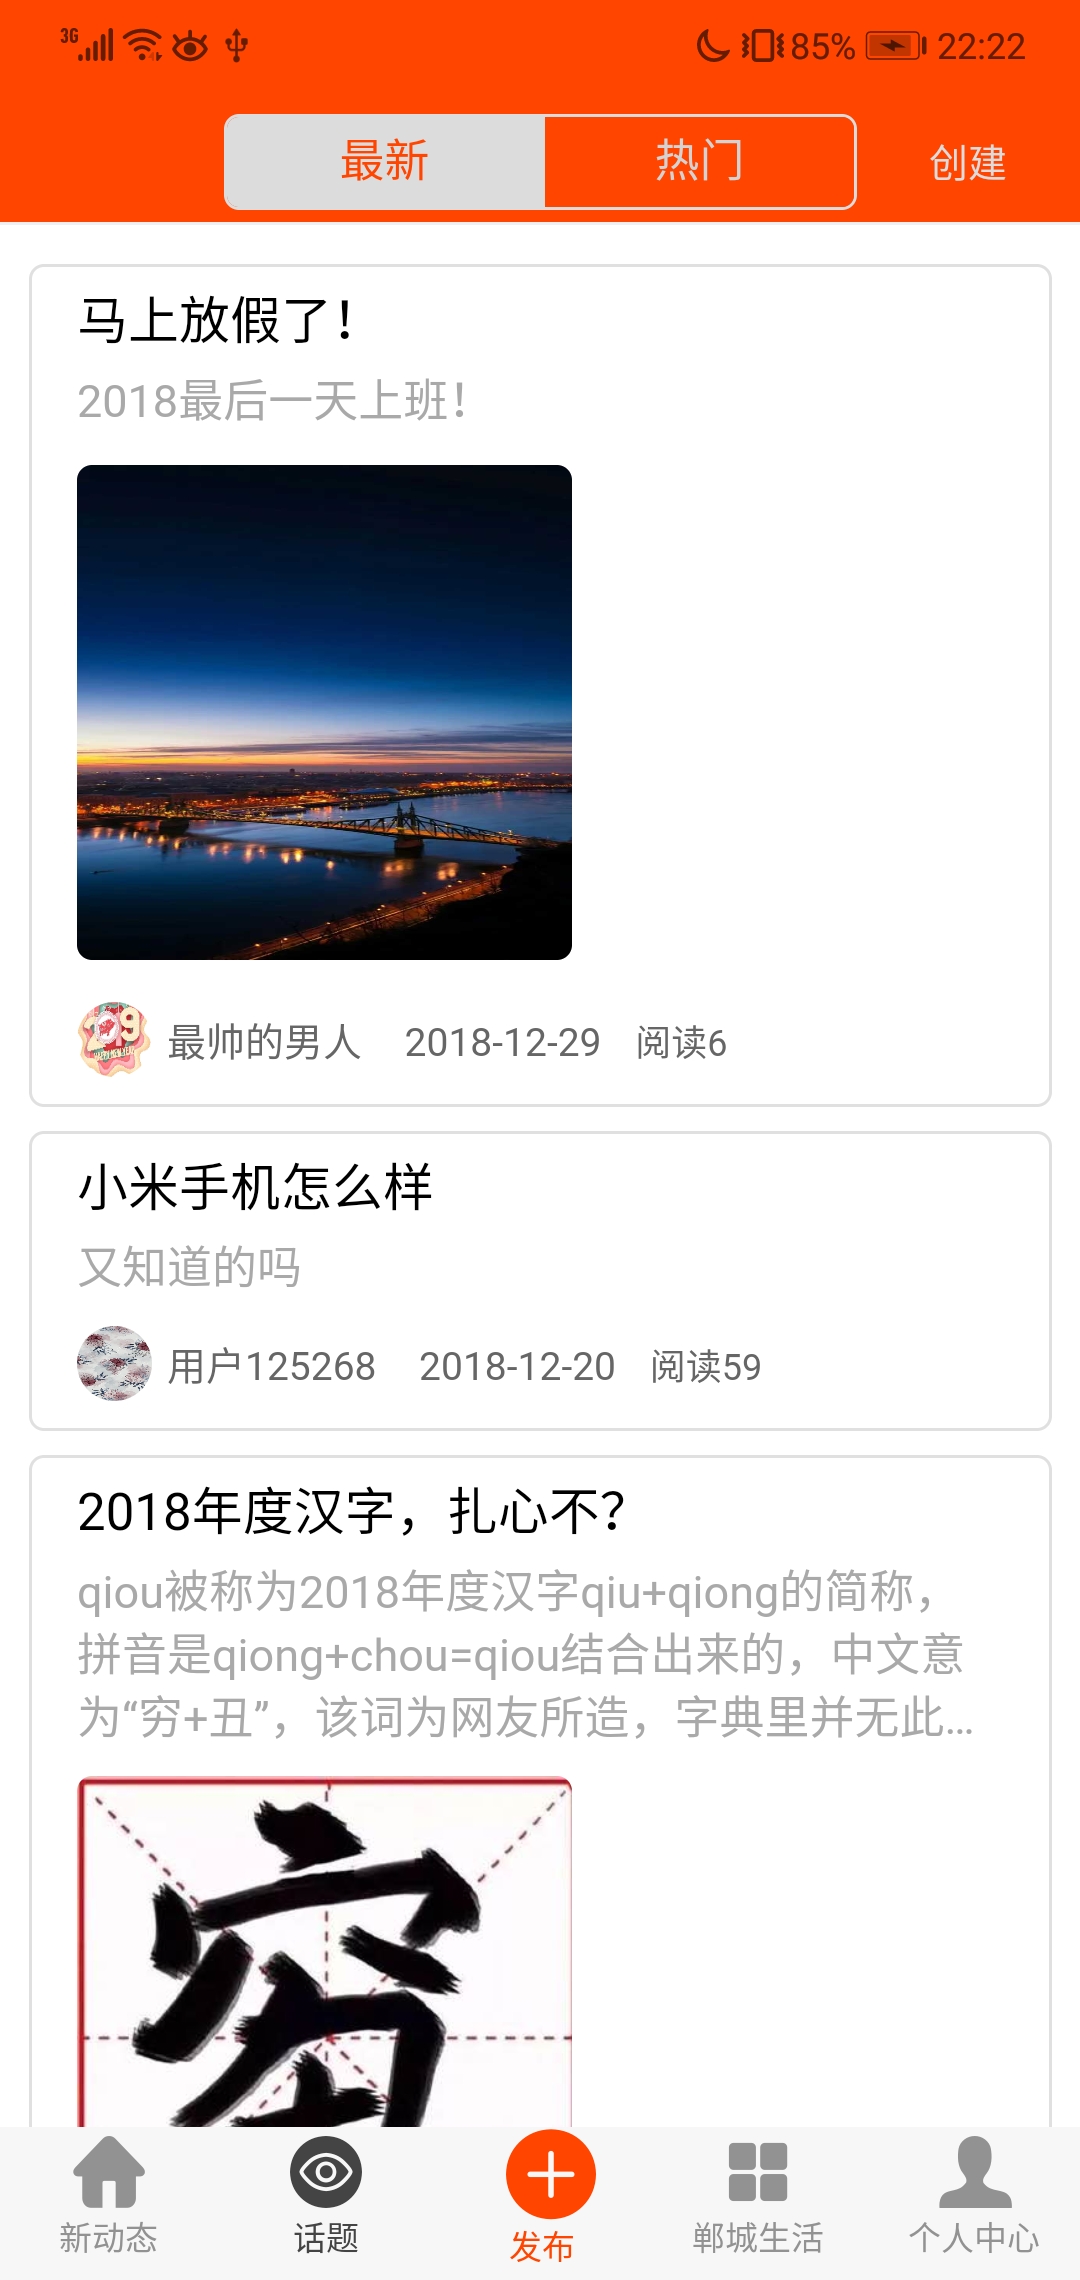 3G 85% 22:22
最新 热门 创建
马上放假了！
2018最后一天上班！
最帅的男人 2018-12-29 阅读6
小米手机怎么样
又知道的吗
用户125268 2018-12-20 阅读59
2018年度汉字，扎心不？
qiou被称为2018年度汉字qiu+qiong的简称，
拼音是qiong+chou=qiou结合出来的，中文意
为“穷+丑”，该词为网友所造，字典里并无此...
新动态 话题 发布 郸城生活 个人中心